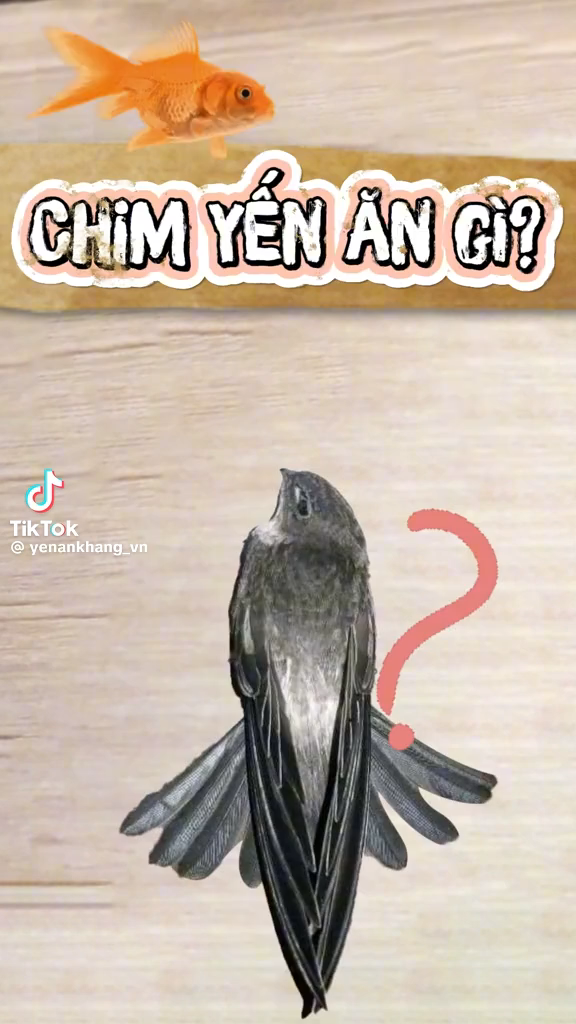 CHiM YẾN ĂN Gì?
TikTok
@ yenankhang_vn